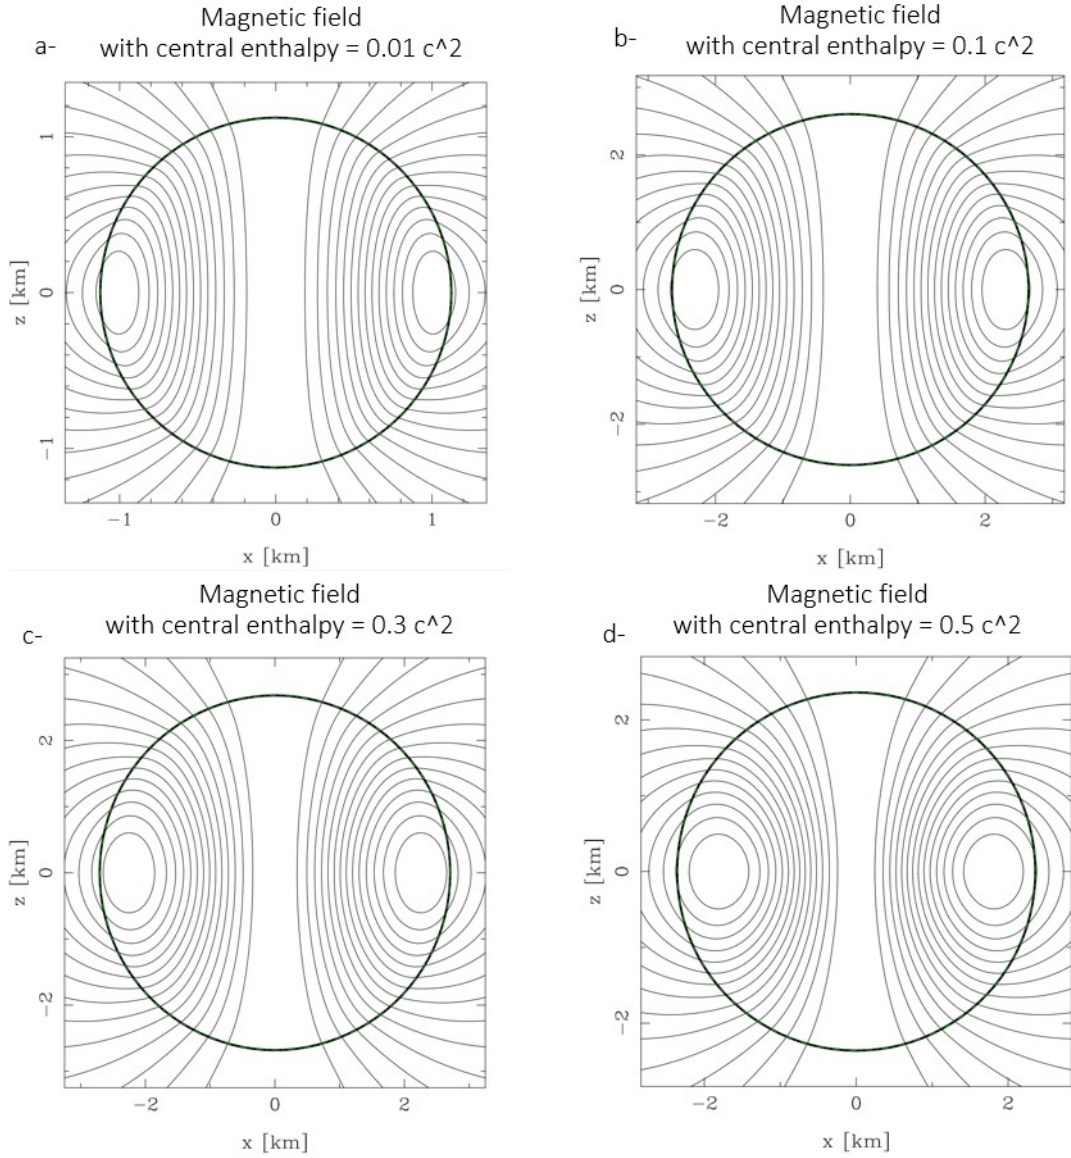 Magnetic field
a- with central enthalpy = 0.01 c^2
1
0
−1
z [km]
−1 0 1
x [km]
Magnetic field
b- with central enthalpy = 0.1 c^2
2
0
−2
z [km]
−2 0 2
x [km]
Magnetic field
c- with central enthalpy = 0.3 c^2
2
0
−2
z [km]
−2 0 2
x [km]
Magnetic field
d- with central enthalpy = 0.5 c^2
2
0
−2
z [km]
−2 0 2
x [km]